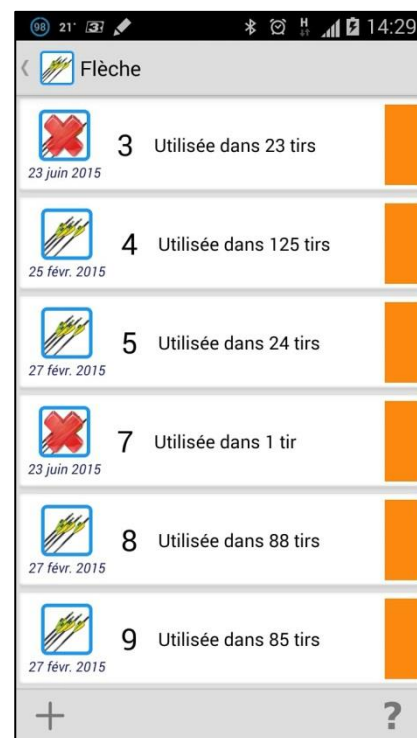 98 21° 3 H 14:29
Flèche
3 Utilisée dans 23 tirs
23 juin 2015
4 Utilisée dans 125 tirs
25 févr. 2015
5 Utilisée dans 24 tirs
27 févr. 2015
7 Utilisée dans 1 tir
23 juin 2015
8 Utilisée dans 88 tirs
27 févr. 2015
9 Utilisée dans 85 tirs
27 févr. 2015
+ ?